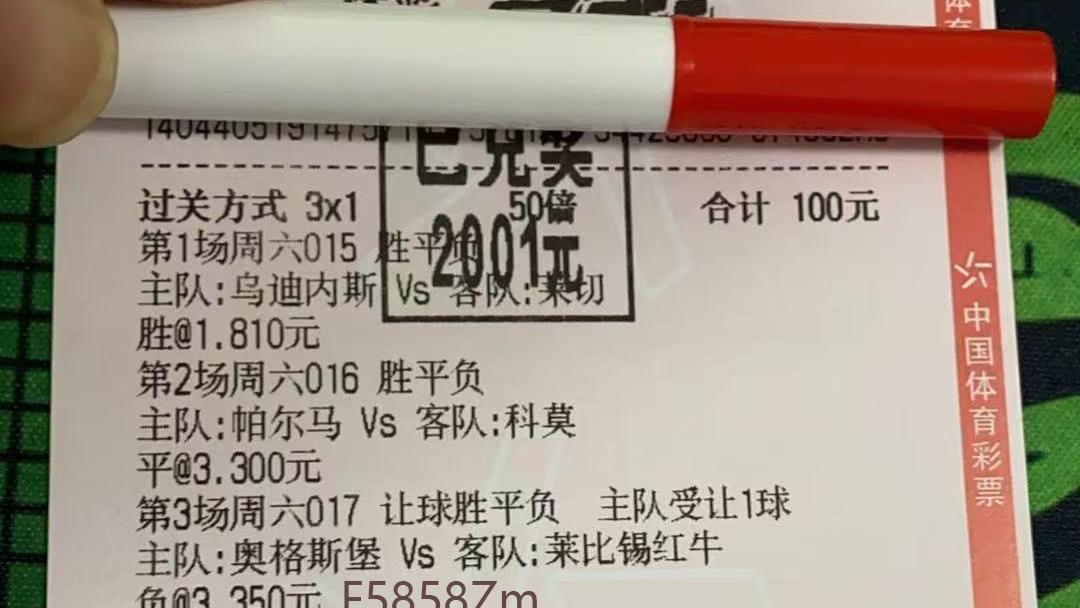 已兑奖
过关方式 3x1 50倍 合计 100元
2001元
第1场周六015 胜平负
主队:乌迪内斯 Vs 客队:莱切
胜@1.810元
第2场周六016 胜平负
主队:帕尔马 Vs 客队:科莫
平@3.300元
第3场周六017 让球胜平负 主队受让1球
主队:奥格斯堡 Vs 客队:莱比锡红牛
负@3.350元
F5858Zm
中国体育彩票